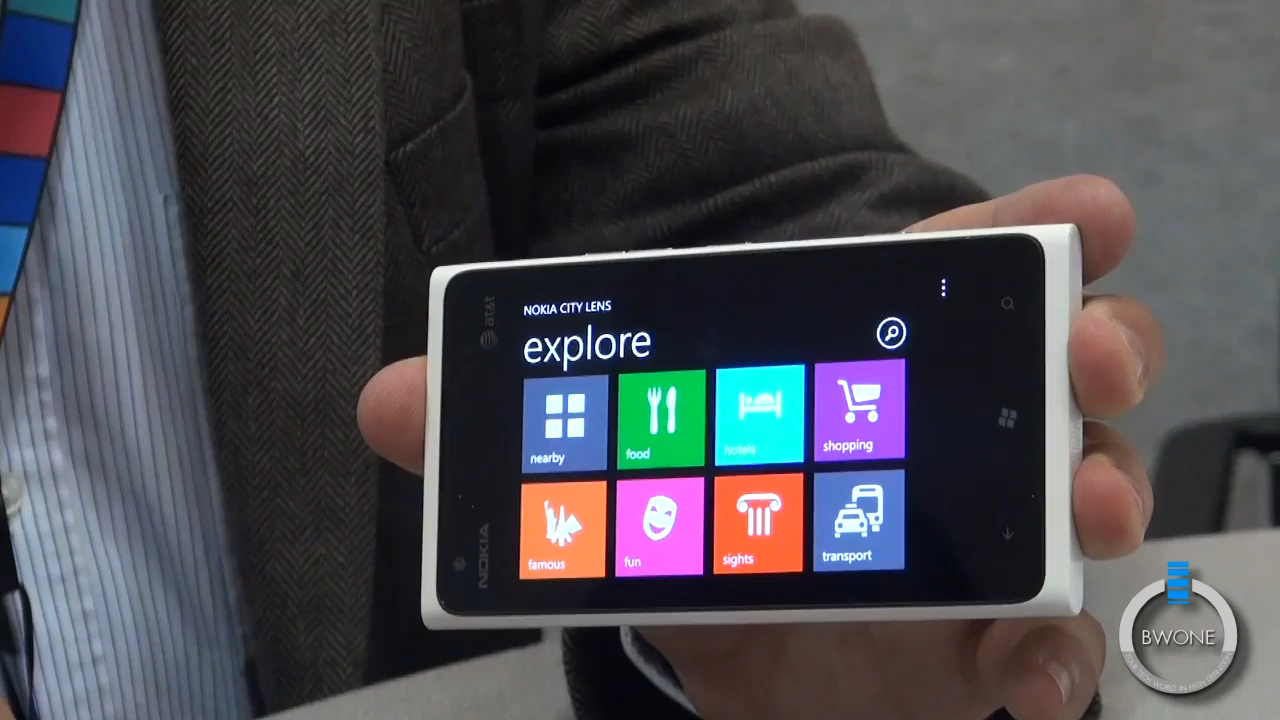 at&t
NOKIA
NOKIA CITY LENS
explore
nearby
food
hotels
shopping
famous
fun
sights
transport
BWONE